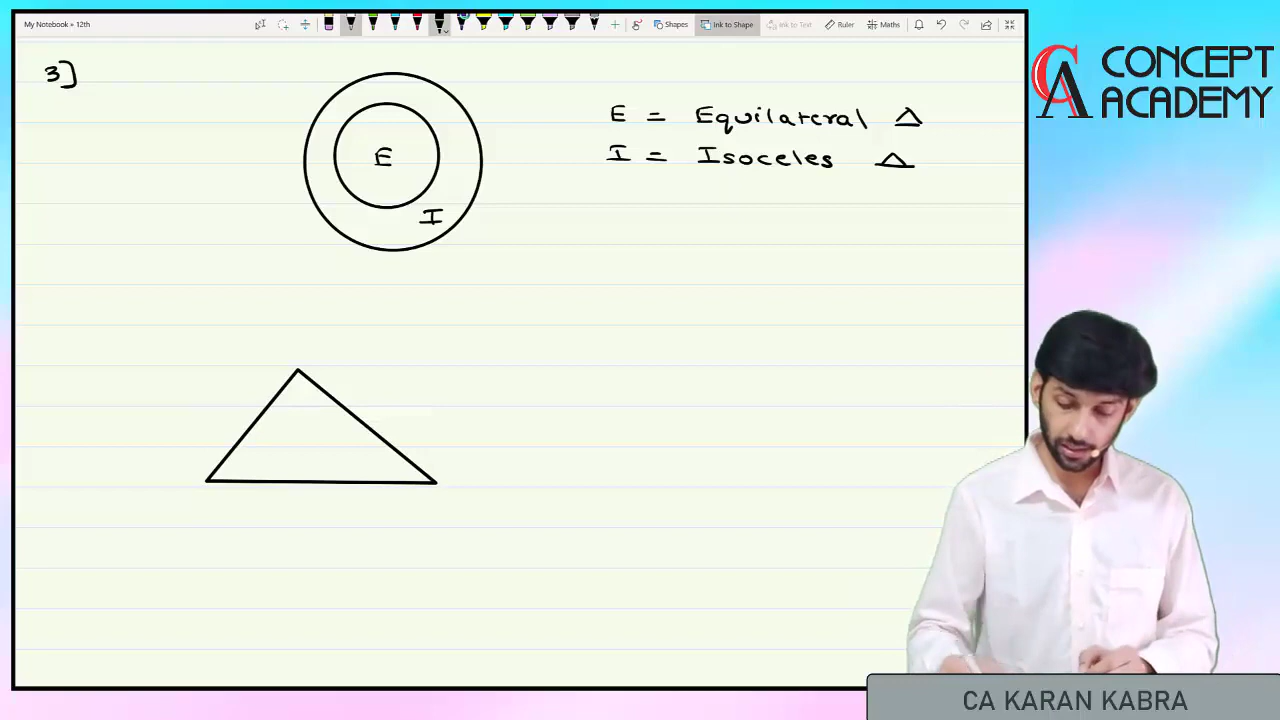 My Notebook » 12th
Shapes
Ink to Shape
Ink to Text
Ruler
Maths
3]
E
I
E = Equilateral △
I = Isoceles △
CA
CONCEPT
ACADEMY
CA KARAN KABRA